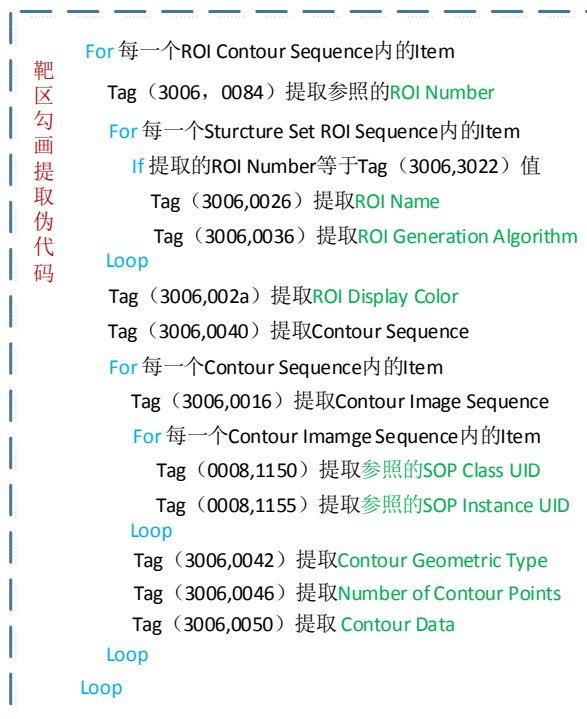 靶区勾画提取伪代码
For 每一个ROI Contour Sequence内的Item
Tag（3006，0084）提取参照的ROI Number
For 每一个Sturcture Set ROI Sequence内的Item
If 提取的ROI Number等于Tag（3006,3022）值
Tag（3006,0026）提取ROI Name
Tag（3006,0036）提取ROI Generation Algorithm
Loop
Tag（3006,002a）提取ROI Display Color
Tag（3006,0040）提取Contour Sequence
For 每一个Contour Sequence内的Item
Tag（3006,0016）提取Contour Image Sequence
For 每一个Contour Imamge Sequence内的Item
Tag（0008,1150）提取参照的SOP Class UID
Tag（0008,1155）提取参照的SOP Instance UID
Loop
Tag（3006,0042）提取Contour Geometric Type
Tag（3006,0046）提取Number of Contour Points
Tag（3006,0050）提取 Contour Data
Loop
Loop